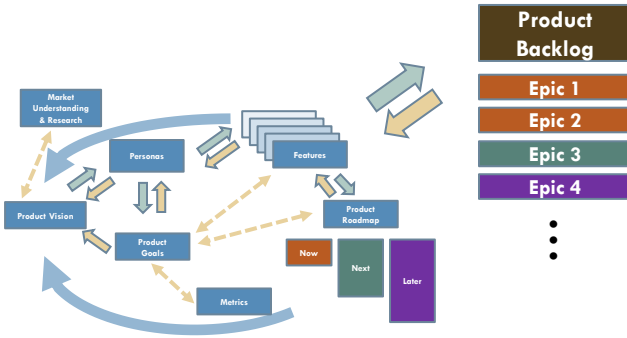 Product
Backlog
Epic 1
Epic 2
Epic 3
Epic 4
Market
Understanding
& Research
Personas
Features
Product Vision
Product
Goals
Product
Roadmap
Metrics
Now
Next
Later